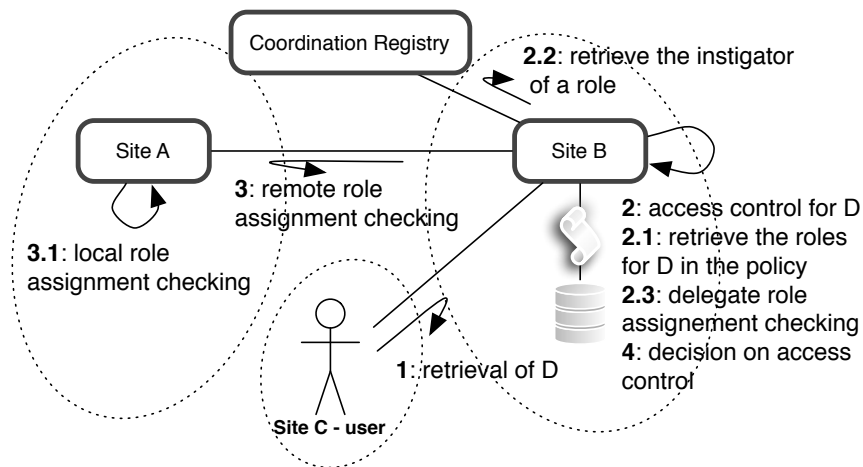 Coordination Registry
2.2: retrieve the instigator
of a role
Site A
Site B
3: remote role
assignment checking
3.1: local role
assignment checking
2: access control for D
2.1: retrieve the roles
for D in the policy
2.3: delegate role
assignement checking
4: decision on access
control
1: retrieval of D
Site C - user